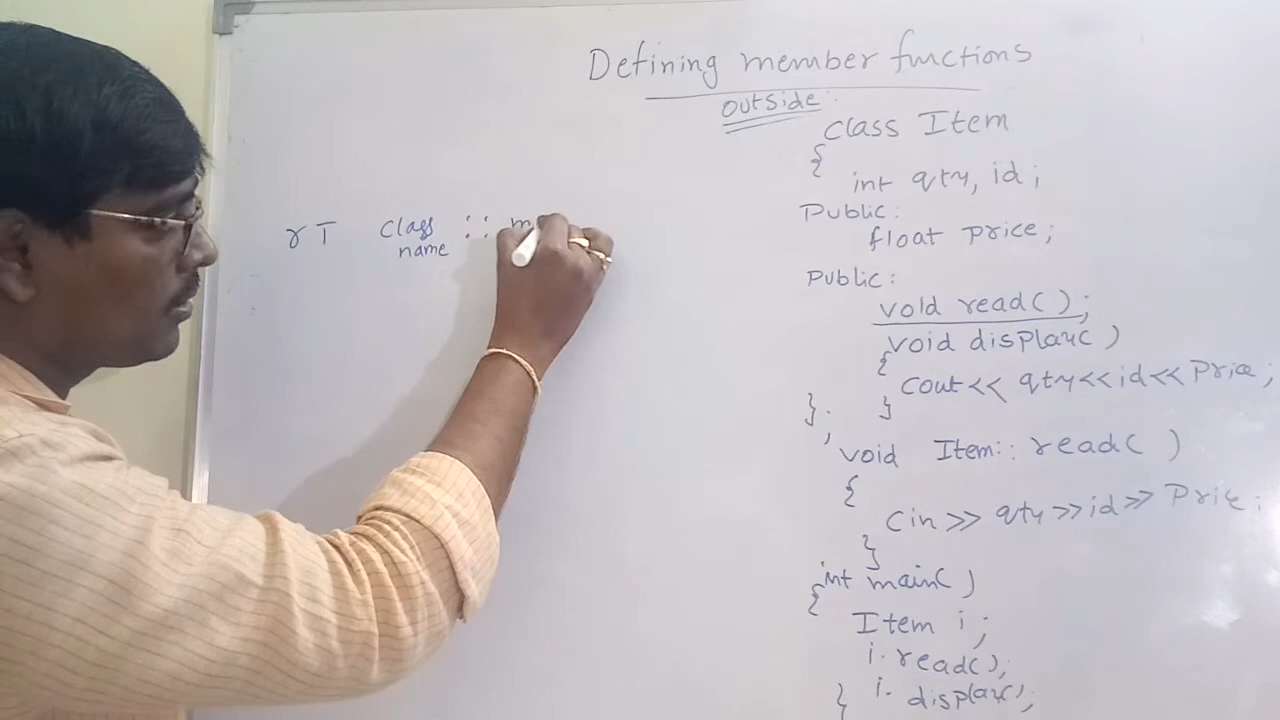 Defining member functions
outside:
rT class :: m
name
class Item
{
int qty, id;
Public:
float price;
Public:
void read( );
void display( )
{
cout<< qty<<id<< Price;
}
};
void Item:: read( )
{
Cin >> qty >>id>> Price;
}
int main( )
{
Item i;
i. read( );
i. display( );
}